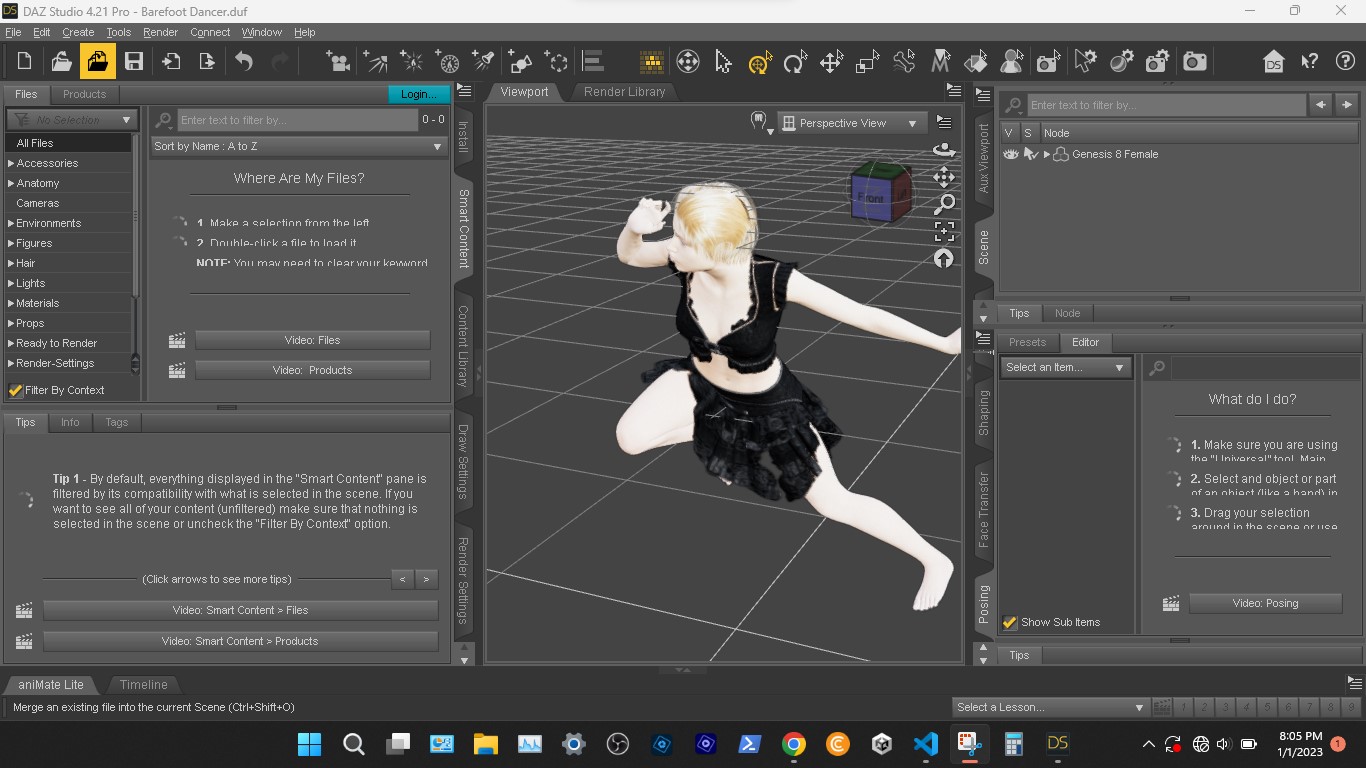 DS DAZ Studio 4.21 Pro - Barefoot Dancer.duf
File Edit Create Tools Render Connect Window Help
Files Products Login...
No Selection
Enter text to filter by... 0 - 0
All Files
Sort by Name : A to Z
Accessories
Anatomy
Cameras
Environments
Figures
Hair
Lights
Materials
Props
Ready to Render
Render-Settings
Filter By Context
Where Are My Files?
1. Make a selection from the left
2. Double-click a file to load it
NOTE: You may need to clear your keyword
Video: Files
Video: Products
Tips Info Tags
Tip 1 - By default, everything displayed in the "Smart Content" pane is
filtered by its compatibility with what is selected in the scene. If you
want to see all of your content (unfiltered) make sure that nothing is
selected in the scene or uncheck the "Filter By Context" option.
(Click arrows to see more tips) < >
Video: Smart Content > Files
Video: Smart Content > Products
Install
Smart Content
Content Library
Draw Settings
Render Settings
Viewport Render Library
Perspective View
Front
Aux Viewport
Scene
Enter text to filter by...
V S Node
Genesis 8 Female
Tips Node
Shaping
Face Transfer
Posing
Presets Editor
Select an Item...
What do I do?
1. Make sure you are using
the "Universal" tool. Main
2. Select and object or part
of an object (like a hand) in
3. Drag your selection
around in the scene or use
Show Sub Items
Video: Posing
Tips
aniMate Lite Timeline
Merge an existing file into the current Scene (Ctrl+Shift+O)
Select a Lesson... 1 2 3 4 5 6 7 8 9
DS
8:05 PM
1/1/2023
1